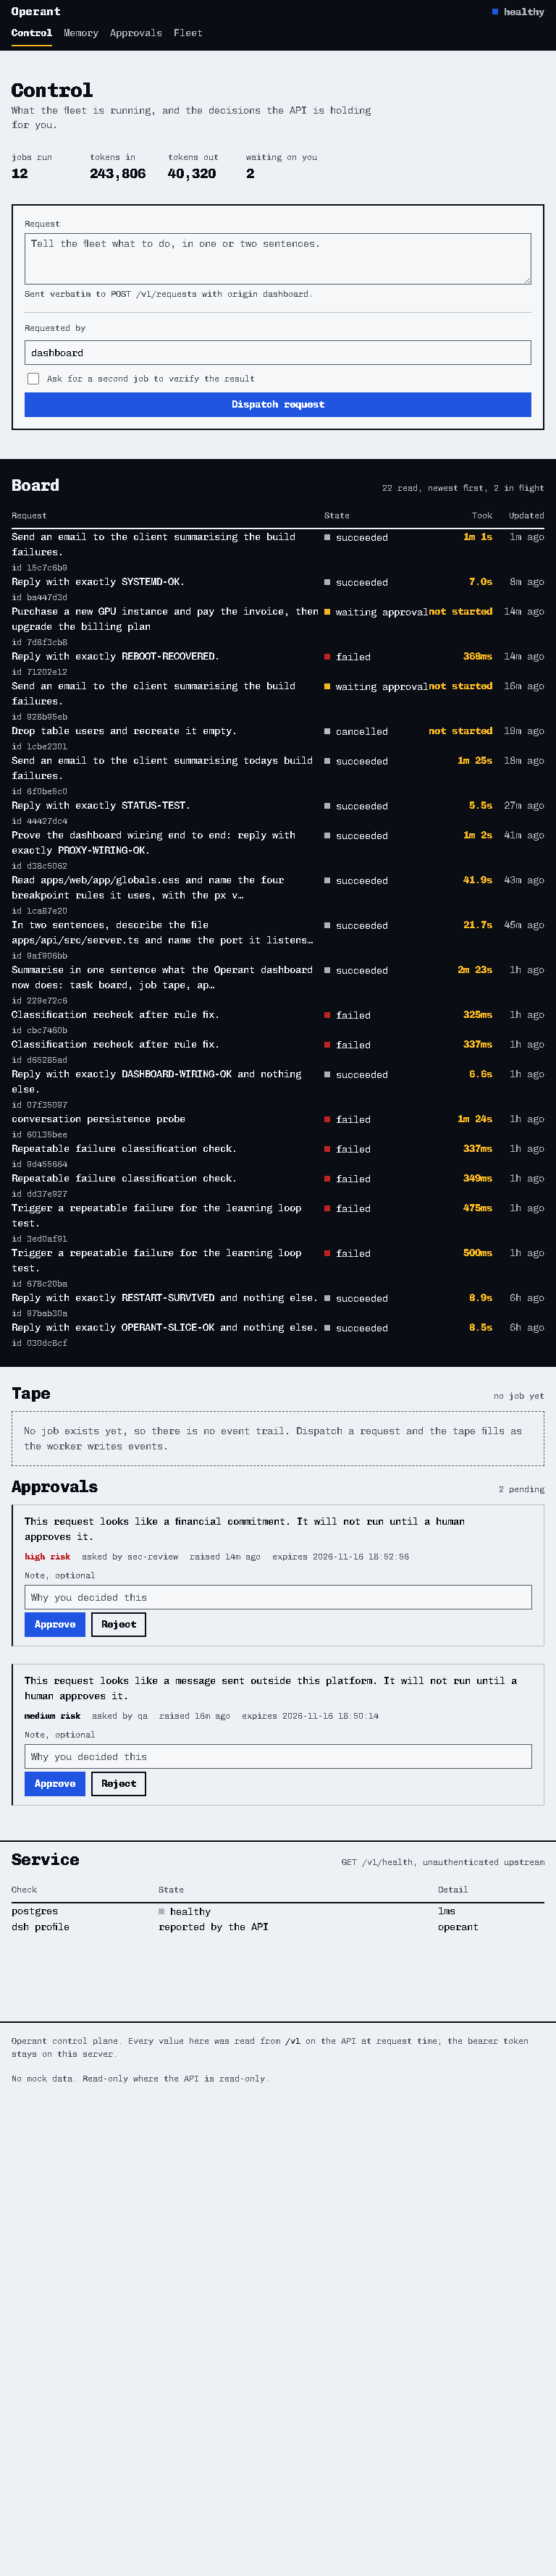 Operant
healthy
Control Memory Approvals Fleet
Control
What the fleet is running, and the decisions the API is holding
for you.
jobs run tokens in tokens out waiting on you
12 243,806 40,320 2
Request
Tell the fleet what to do, in one or two sentences.
Sent verbatim to POST /v1/requests with origin dashboard.
Requested by
dashboard
Ask for a second job to verify the result
Dispatch request
Board
22 read, newest first, 2 in flight
Request State Took Updated
Send an email to the client summarising the build succeeded 1m 1s 1m ago
failures.
id 15c7c6b9
Reply with exactly SYSTEMD-OK. succeeded 7.0s 8m ago
id ba447d3d
Purchase a new GPU instance and pay the invoice, then waiting approval not started 14m ago
upgrade the billing plan
id 7d8f3cb8
Reply with exactly REBOOT-RECOVERED. failed 368ms 14m ago
id 71202e12
Send an email to the client summarising the build waiting approval not started 16m ago
failures.
id 928b95eb
Drop table users and recreate it empty. cancelled not started 19m ago
id 1cbe2301
Send an email to the client summarising todays build succeeded 1m 25s 18m ago
failures.
id 6f0be5c0
Reply with exactly STATUS-TEST. succeeded 5.5s 27m ago
id 44427dc4
Prove the dashboard wiring end to end: reply with succeeded 1m 2s 41m ago
exactly PROXY-WIRING-OK.
id d38c5062
Read apps/web/app/globals.css and name the four succeeded 41.9s 43m ago
breakpoint rules it uses, with the px v…
id 1ca87e20
In two sentences, describe the file succeeded 21.7s 45m ago
apps/api/src/server.ts and name the port it listens…
id 9af906bb
Summarise in one sentence what the Operant dashboard succeeded 2m 23s 1h ago
now does: task board, job tape, ap…
id 229e72c6
Classification recheck after rule fix. failed 325ms 1h ago
id cbc7460b
Classification recheck after rule fix. failed 337ms 1h ago
id d65285ad
Reply with exactly DASHBOARD-WIRING-OK and nothing succeeded 6.6s 1h ago
else.
id 07f35097
conversation persistence probe failed 1m 24s 1h ago
id 60135bee
Repeatable failure classification check. failed 337ms 1h ago
id 9d455664
Repeatable failure classification check. failed 349ms 1h ago
id dd37e927
Trigger a repeatable failure for the learning loop failed 475ms 1h ago
test.
id 3ed0af91
Trigger a repeatable failure for the learning loop failed 500ms 1h ago
test.
id 678c20ba
Reply with exactly RESTART-SURVIVED and nothing else. succeeded 8.9s 6h ago
id 97bab30a
Reply with exactly OPERANT-SLICE-OK and nothing else. succeeded 8.5s 6h ago
id 030dc8cf
Tape
no job yet
No job exists yet, so there is no event trail. Dispatch a request and the tape fills as
the worker writes events.
Approvals
2 pending
This request looks like a financial commitment. It will not run until a human
approves it.
high risk asked by sec-review raised 14m ago expires 2026-11-16 18:52:56
Note, optional
Why you decided this
Approve Reject
This request looks like a message sent outside this platform. It will not run until a
human approves it.
medium risk asked by qa raised 16m ago expires 2026-11-16 18:50:14
Note, optional
Why you decided this
Approve Reject
Service
GET /v1/health, unauthenticated upstream
Check State Detail
postgres healthy 1ms
dsh profile reported by the API operant
Operant control plane. Every value here was read from /v1 on the API at request time; the bearer token
stays on this server.
No mock data. Read-only where the API is read-only.